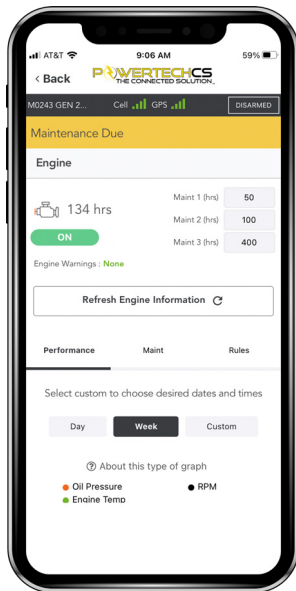 AT&T 9:06 AM 59%
< Back POWERTECHCS
THE CONNECTED SOLUTION
M0243 GEN 2... Cell GPS DISARMED
Maintenance Due
Engine
134 hrs
Maint 1 (hrs) 50
Maint 2 (hrs) 100
Maint 3 (hrs) 400
ON
Engine Warnings : None
Refresh Engine Information
Performance Maint Rules
Select custom to choose desired dates and times
Day Week Custom
? About this type of graph
Oil Pressure RPM
Engine Temp